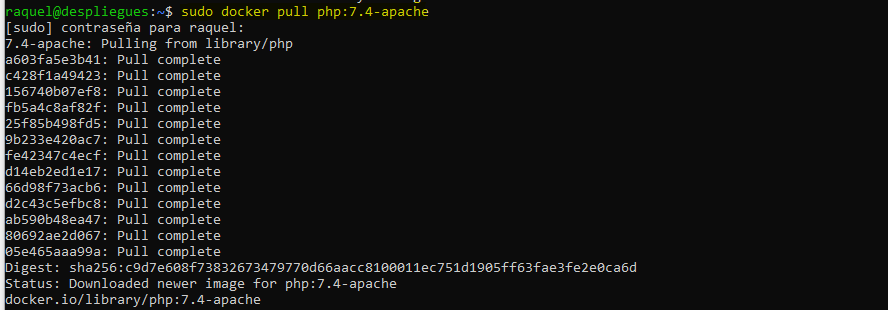 raquel@despliegues:~$ sudo docker pull php:7.4-apache
[sudo] contraseña para raquel:
7.4-apache: Pulling from library/php
a603fa5e3b41: Pull complete
c428f1a49423: Pull complete
156740b07ef8: Pull complete
fb5a4c8af82f: Pull complete
25f85b498fd5: Pull complete
9b233e420ac7: Pull complete
fe42347c4ecf: Pull complete
d14eb2ed1e17: Pull complete
66d98f73acb6: Pull complete
d2c43c5efbc8: Pull complete
ab590b48ea47: Pull complete
80692ae2d067: Pull complete
05e465aaa99a: Pull complete
Digest: sha256:c9d7e608f73832673479770d66aacc8100011ec751d1905ff63fae3fe2e0ca6d
Status: Downloaded newer image for php:7.4-apache
docker.io/library/php:7.4-apache